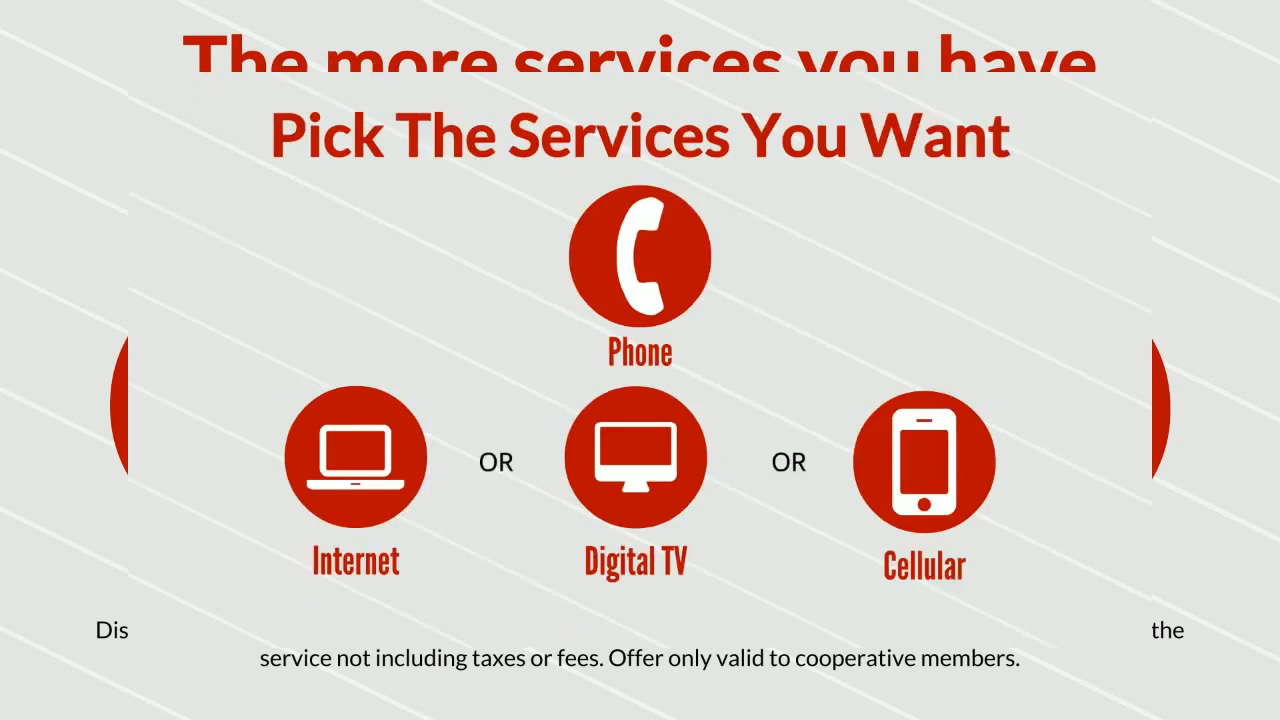 The more services you have
Pick The Services You Want
Phone
OR
OR
Internet
Digital TV
Cellular
Dis the
service not including taxes or fees. Offer only valid to cooperative members.